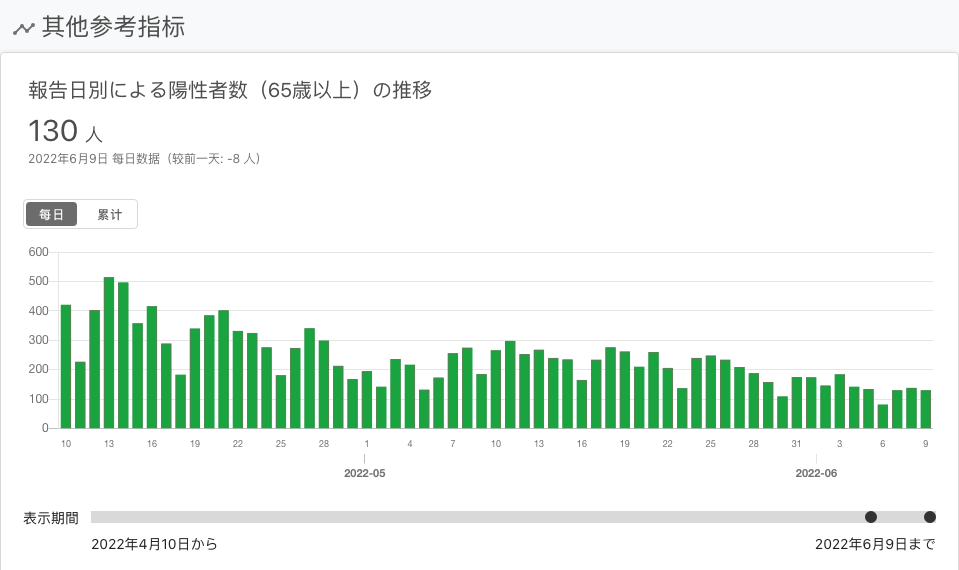 其他参考指标
報告日別による陽性者数（65歳以上）の推移
130 人
2022年6月9日 每日数据（较前一天: -8 人）
每日 累计
600
500
400
300
200
100
0
10 13 16 19 22 25 28 1 4 7 10 13 16 19 22 25 28 31 3 6 9
2022-05 2022-06
表示期間
2022年4月10日から 2022年6月9日まで